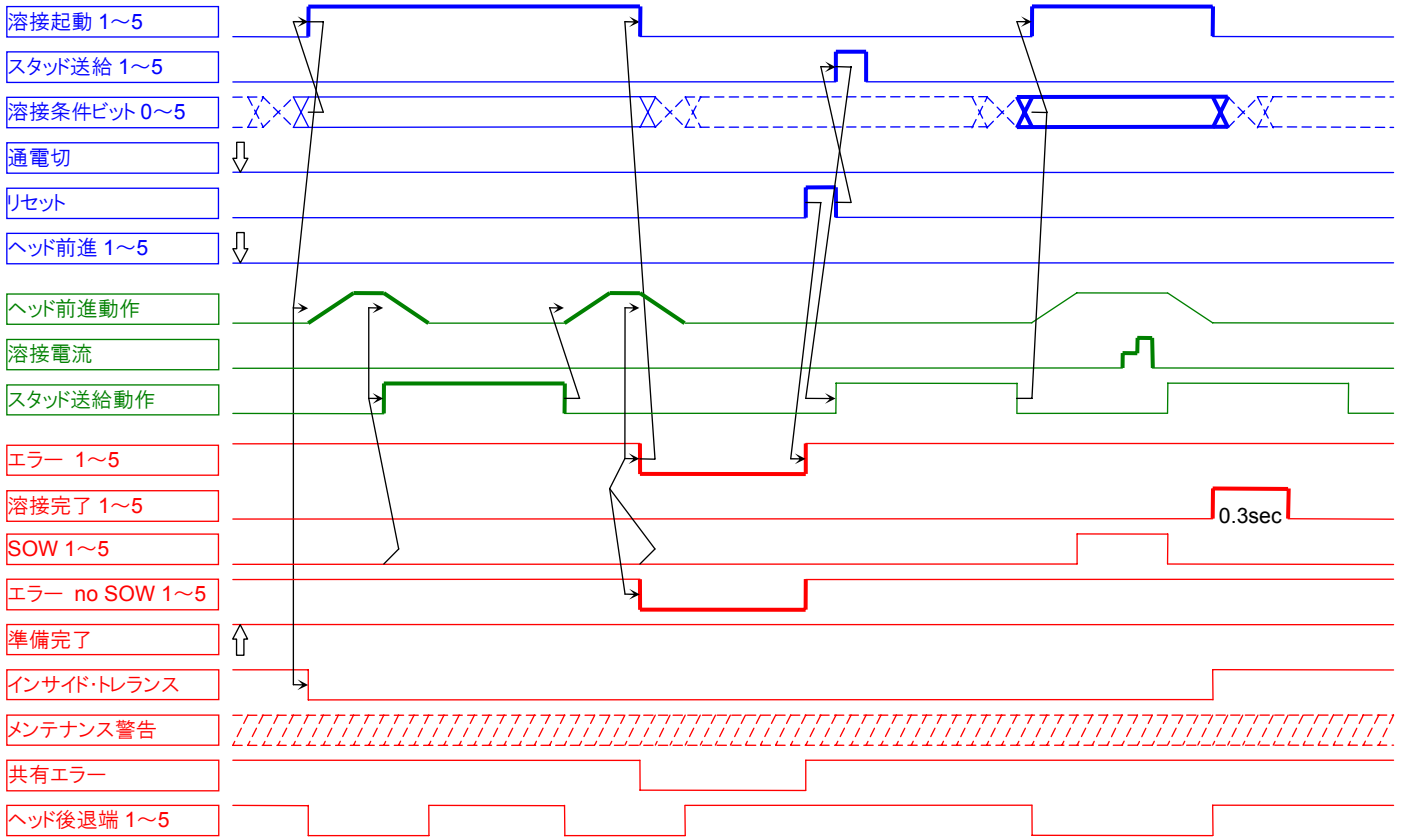 溶接起動 1～5
スタッド送給 1～5
溶接条件ビット 0～5
通電切
リセット
ヘッド前進 1～5
ヘッド前進動作
溶接電流
スタッド送給動作
エラー 1～5
溶接完了 1～5
0.3sec
SOW 1～5
エラー no SOW 1～5
準備完了
インサイド・トレランス
メンテナンス警告
共有エラー
ヘッド後退端 1～5